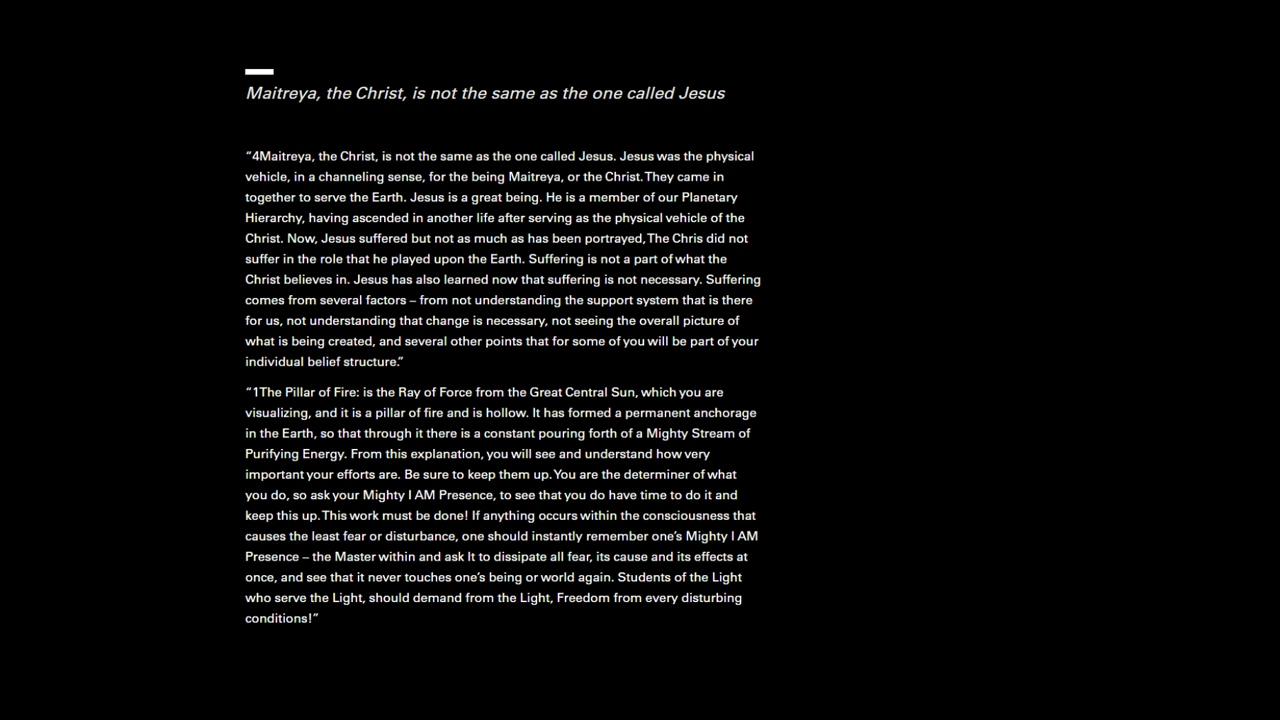 Maitreya, the Christ, is not the same as the one called Jesus
“4Maitreya, the Christ, is not the same as the one called Jesus. Jesus was the physical
vehicle, in a channeling sense, for the being Maitreya, or the Christ. They came in
together to serve the Earth. Jesus is a great being. He is a member of our Planetary
Hierarchy, having ascended in another life after serving as the physical vehicle of the
Christ. Now, Jesus suffered but not as much as has been portrayed, The Chris did not
suffer in the role that he played upon the Earth. Suffering is not a part of what the
Christ believes in. Jesus has also learned now that suffering is not necessary. Suffering
comes from several factors – from not understanding the support system that is there
for us, not understanding that change is necessary, not seeing the overall picture of
what is being created, and several other points that for some of you will be part of your
individual belief structure.”
“1The Pillar of Fire: is the Ray of Force from the Great Central Sun, which you are
visualizing, and it is a pillar of fire and is hollow. It has formed a permanent anchorage
in the Earth, so that through it there is a constant pouring forth of a Mighty Stream of
Purifying Energy. From this explanation, you will see and understand how very
important your efforts are. Be sure to keep them up. You are the determiner of what
you do, so ask your Mighty I AM Presence, to see that you do have time to do it and
keep this up. This work must be done! If anything occurs within the consciousness that
causes the least fear or disturbance, one should instantly remember one’s Mighty I AM
Presence – the Master within and ask It to dissipate all fear, its cause and its effects at
once, and see that it never touches one’s being or world again. Students of the Light
who serve the Light, should demand from the Light, Freedom from every disturbing
conditions!”